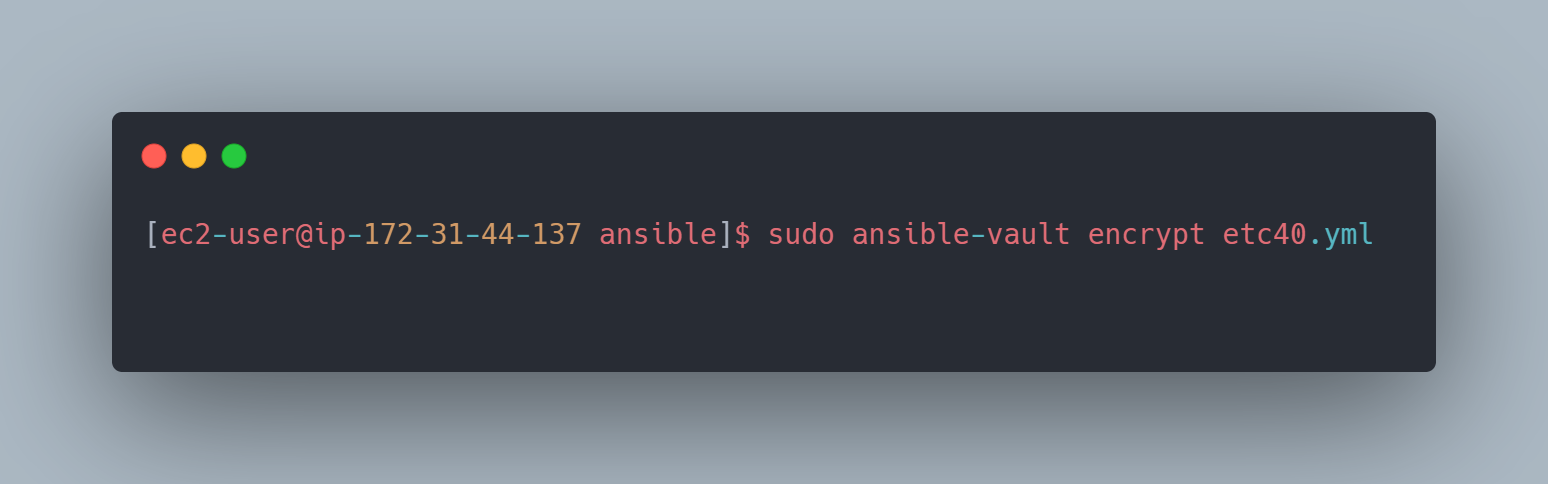 [ec2-user@ip-172-31-44-137 ansible]$ sudo ansible-vault encrypt etc40.yml